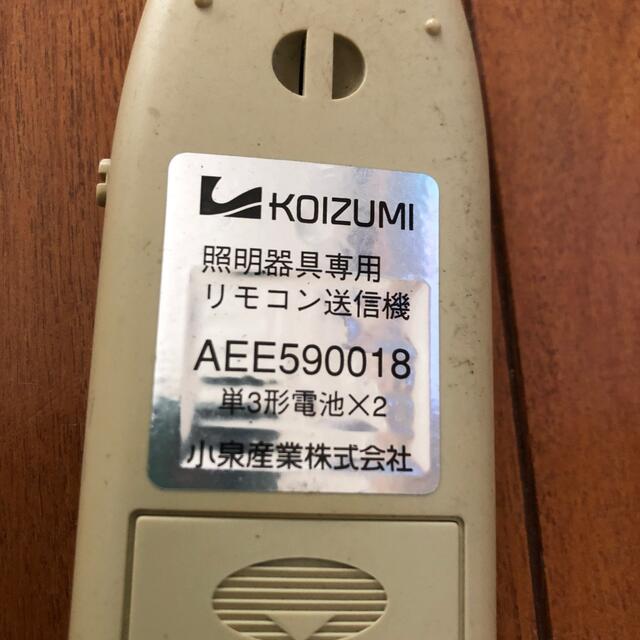 KOIZUMI
照明器具専用
リモコン送信機
AEE590018
単3形電池×2
小泉産業株式会社